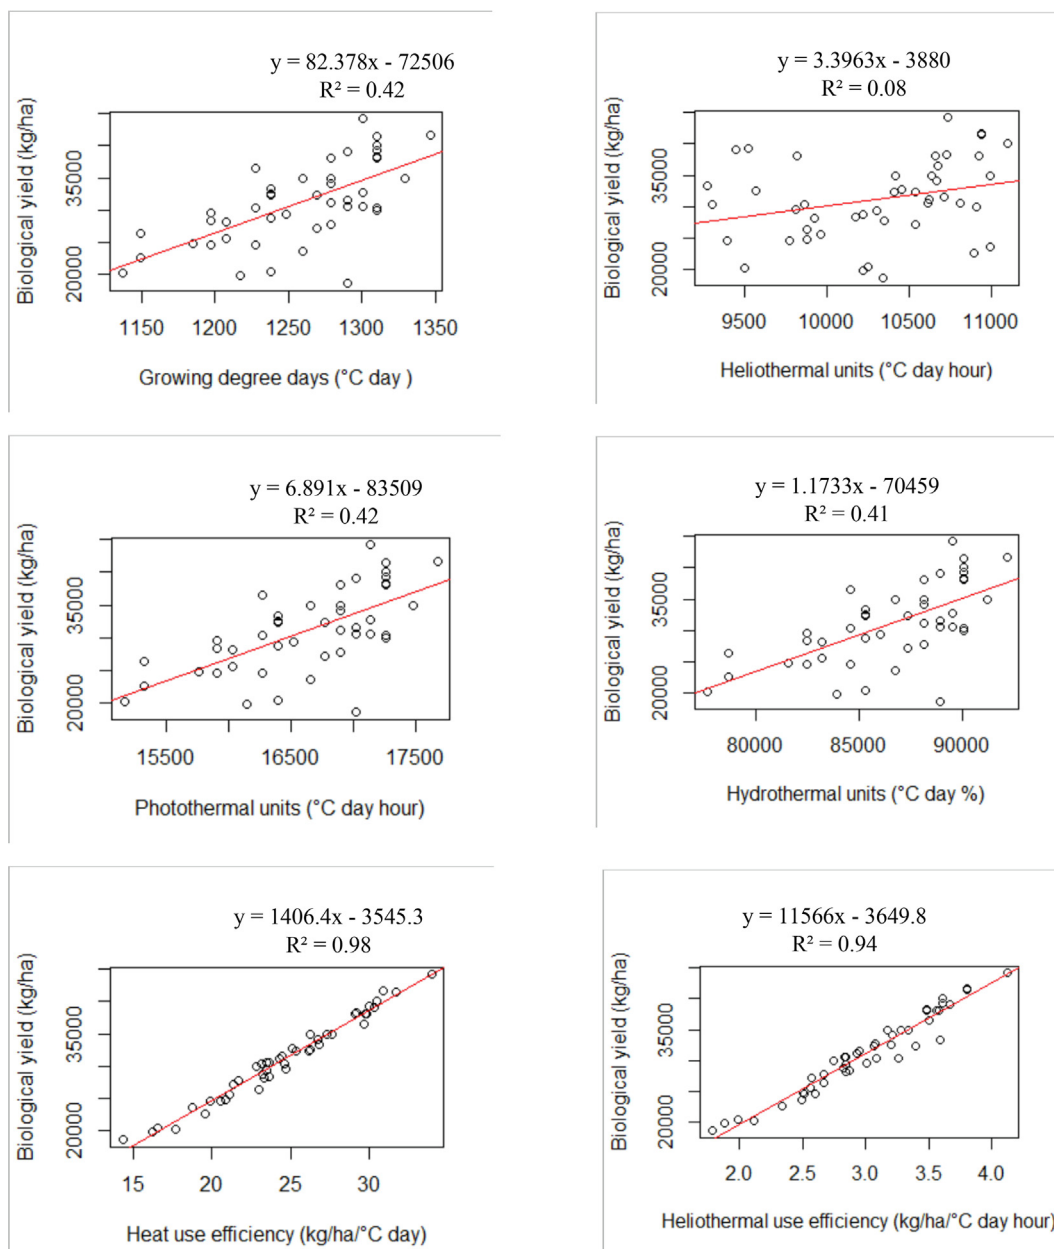 y = 82.378x - 72506
R² = 0.42
Biological yield (kg/ha)
35000
20000
1150 1200 1250 1300 1350
Growing degree days (°C day )
y = 3.3963x - 3880
R² = 0.08
Biological yield (kg/ha)
35000
20000
9500 10000 10500 11000
Heliothermal units (°C day hour)
y = 6.891x - 83509
R² = 0.42
Biological yield (kg/ha)
35000
20000
15500 16500 17500
Photothermal units (°C day hour)
y = 1.1733x - 70459
R² = 0.41
Biological yield (kg/ha)
35000
20000
80000 85000 90000
Hydrothermal units (°C day %)
y = 1406.4x - 3545.3
R² = 0.98
Biological yield (kg/ha)
35000
20000
15 20 25 30
Heat use efficiency (kg/ha/°C day)
y = 11566x - 3649.8
R² = 0.94
Biological yield (kg/ha)
35000
20000
2.0 2.5 3.0 3.5 4.0
Heliothermal use efficiency (kg/ha/°C day hour)